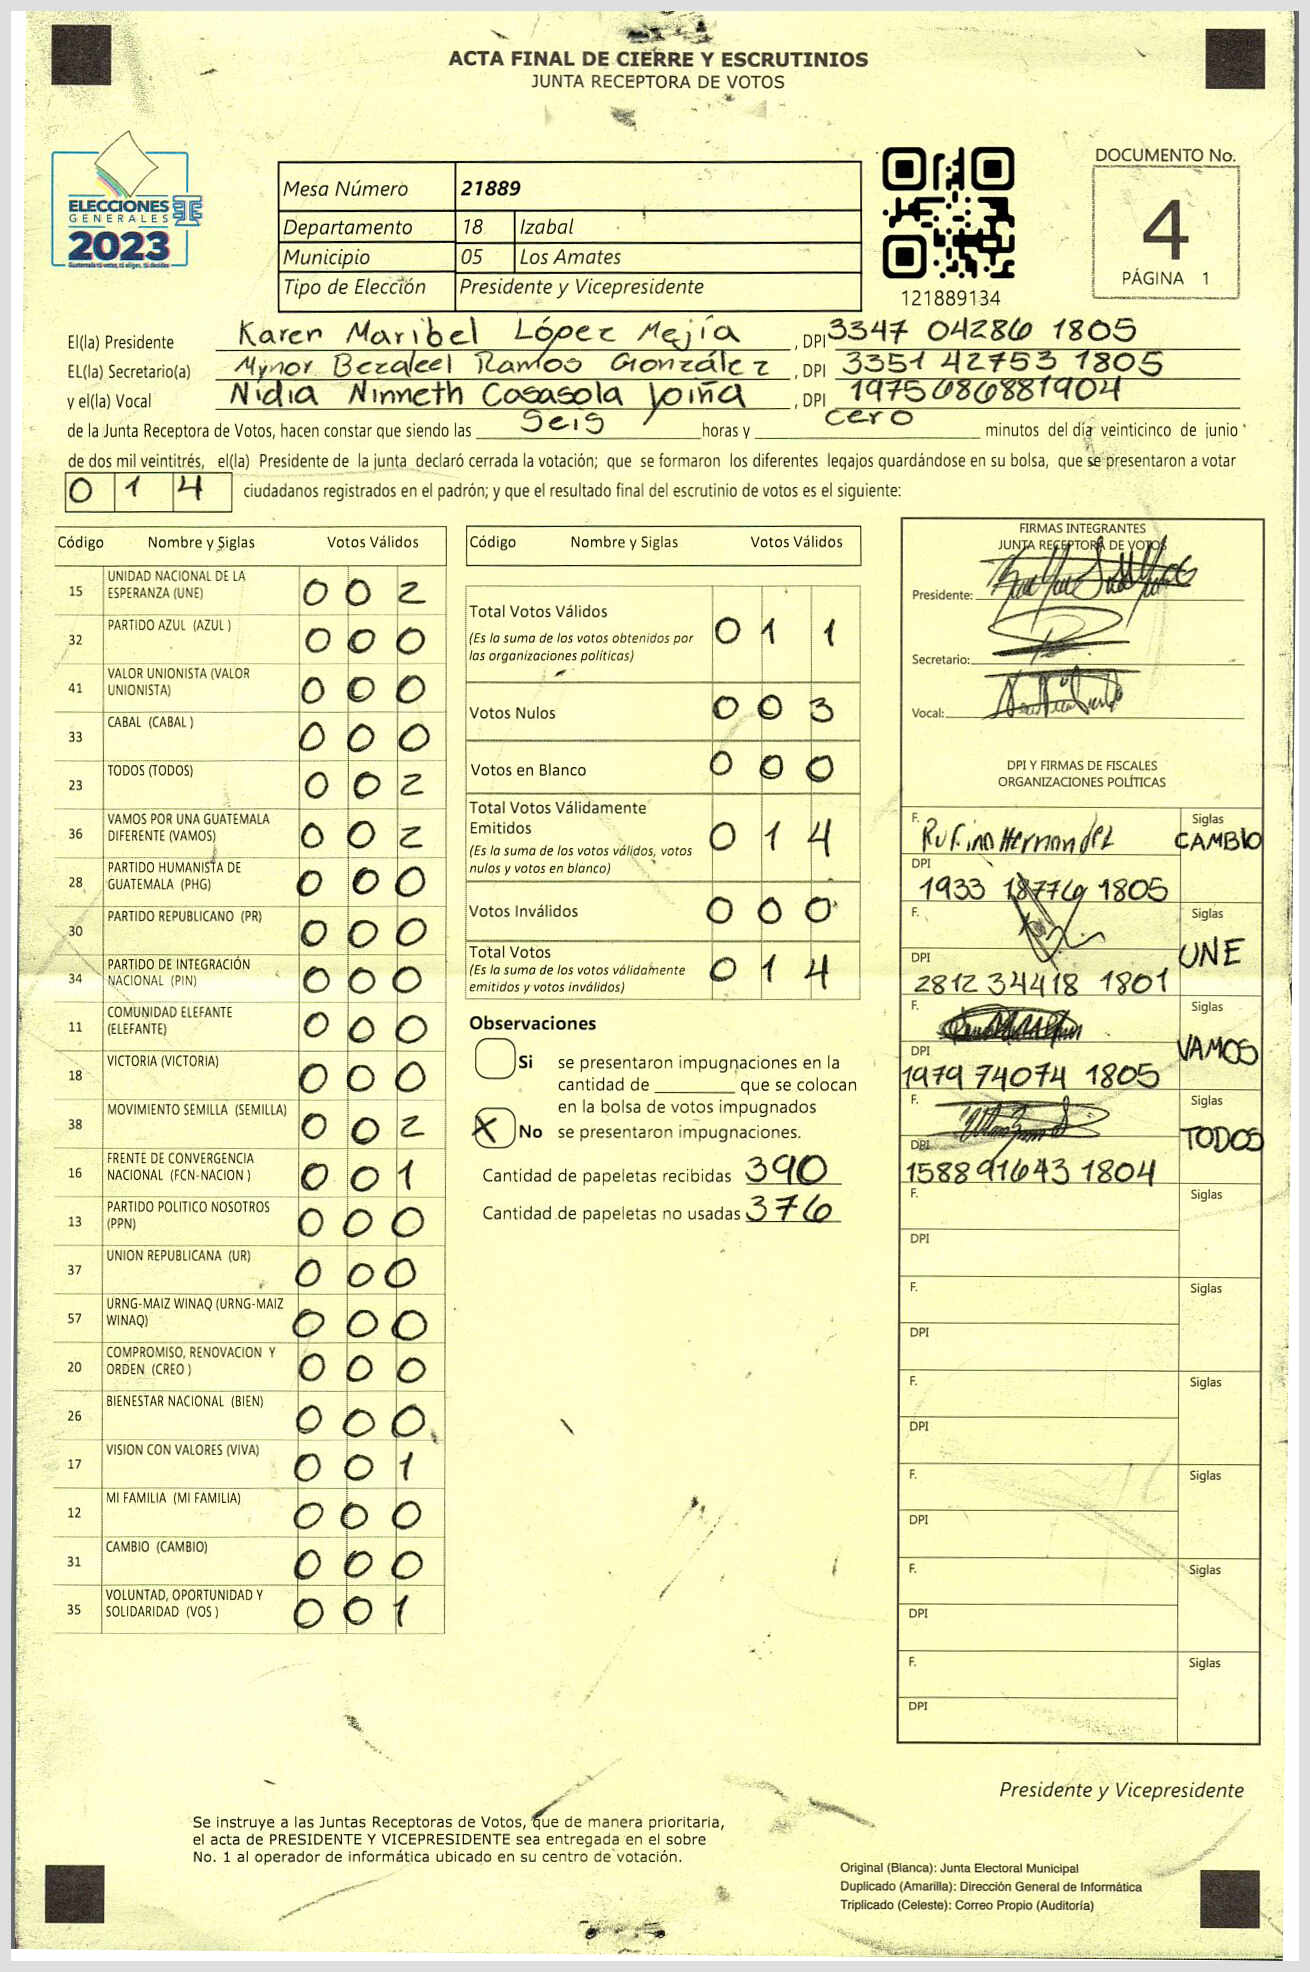 ACTA FINAL DE CIERRE Y ESCRUTINIOS
JUNTA RECEPTORA DE VOTOS
ELECCIONES
GENERALES
2023
Guatemala tú votas, tú eliges, tú decides
Mesa Número 21889
Departamento 18 Izabal
Municipio 05 Los Amates
Tipo de Elección Presidente y Vicepresidente
121889134
DOCUMENTO No.
4
PÁGINA 1
El(la) Presidente Karen Maribel López Mejía , DPI 3347 04286 1805
EL(la) Secretario(a) Mynor Bezaleel Ramos González , DPI 3351 42753 1805
y el(la) Vocal Nidia Ninneth Casasola , DPI 1975686881904
de la Junta Receptora de Votos, hacen constar que siendo las Seis horas y cero minutos del día veinticinco de junio
de dos mil veintitrés, el(la) Presidente de la junta declaró cerrada la votación; que se formaron los diferentes legajos guardándose en su bolsa, que se presentaron a votar
0 1 4 ciudadanos registrados en el padrón; y que el resultado final del escrutinio de votos es el siguiente:
Código Nombre y Siglas Votos Válidos
15 UNIDAD NACIONAL DE LA ESPERANZA (UNE) 0 0 2
32 PARTIDO AZUL (AZUL ) 0 0 0
41 VALOR UNIONISTA (VALOR UNIONISTA) 0 0 0
33 CABAL (CABAL ) 0 0 0
23 TODOS (TODOS) 0 0 2
36 VAMOS POR UNA GUATEMALA DIFERENTE (VAMOS) 0 0 2
28 PARTIDO HUMANISTA DE GUATEMALA (PHG) 0 0 0
30 PARTIDO REPUBLICANO (PR) 0 0 0
34 PARTIDO DE INTEGRACIÓN NACIONAL (PIN) 0 0 0
11 COMUNIDAD ELEFANTE (ELEFANTE) 0 0 0
18 VICTORIA (VICTORIA) 0 0 0
38 MOVIMIENTO SEMILLA (SEMILLA) 0 0 2
16 FRENTE DE CONVERGENCIA NACIONAL (FCN-NACION ) 0 0 1
13 PARTIDO POLITICO NOSOTROS (PPN) 0 0 0
37 UNION REPUBLICANA (UR) 0 0 0
57 URNG-MAIZ WINAQ (URNG-MAIZ WINAQ) 0 0 0
20 COMPROMISO, RENOVACION Y ORDEN (CREO ) 0 0 0
26 BIENESTAR NACIONAL (BIEN) 0 0 0
17 VISION CON VALORES (VIVA) 0 0 1
12 MI FAMILIA (MI FAMILIA) 0 0 0
31 CAMBIO (CAMBIO) 0 0 0
35 VOLUNTAD, OPORTUNIDAD Y SOLIDARIDAD (VOS ) 0 0 1
Código Nombre y Siglas Votos Válidos
Total Votos Válidos 0 1 1
(Es la suma de los votos obtenidos por
las organizaciones políticas)
Votos Nulos 0 0 3
Votos en Blanco 0 0 0
Total Votos Válidamente
Emitidos 0 1 4
(Es la suma de los votos válidos, votos
nulos y votos en blanco)
Votos Inválidos 0 0 0
Total Votos 0 1 4
(Es la suma de los votos válidamente
emitidos y votos inválidos)
Observaciones
Si se presentaron impugnaciones en la
cantidad de ________ que se colocan
en la bolsa de votos impugnados
X No se presentaron impugnaciones.
Cantidad de papeletas recibidas 390
Cantidad de papeletas no usadas 376
FIRMAS INTEGRANTES
JUNTA RECEPTORA DE VOTOS
Presidente:
Secretario:
Vocal:
DPI Y FIRMAS DE FISCALES
ORGANIZACIONES POLÍTICAS
F. Rufino Hernandez Siglas CAMBIO
DPI 1933 18776 1805
F. Siglas UNE
DPI 2812 34418 1801
F. Siglas VAMOS
DPI 1979 74074 1805
F. Siglas TODOS
DPI 1588 91643 1804
F. Siglas
DPI
F. Siglas
DPI
F. Siglas
DPI
F. Siglas
DPI
F. Siglas
DPI
F. Siglas
DPI
Presidente y Vicepresidente
Se instruye a las Juntas Receptoras de Votos, que de manera prioritaria,
el acta de PRESIDENTE Y VICEPRESIDENTE sea entregada en el sobre
No. 1 al operador de informática ubicado en su centro de votación.
Original (Blanca): Junta Electoral Municipal
Duplicado (Amarilla): Dirección General de Informática
Triplicado (Celeste): Correo Propio (Auditoría)